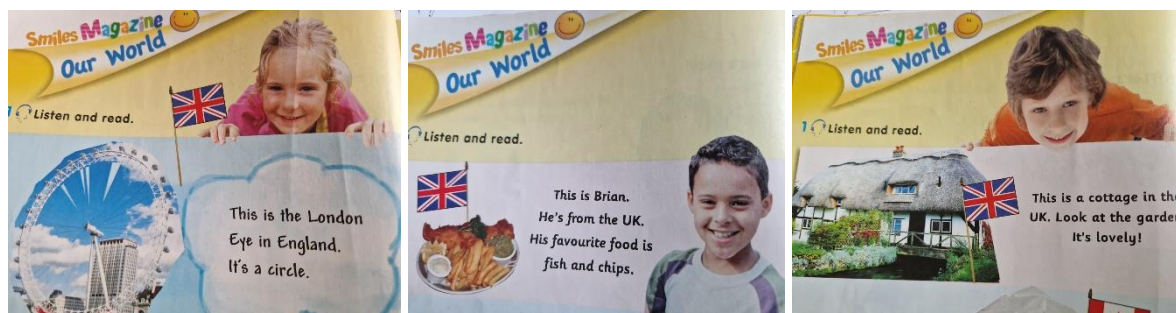 Smiles Magazine
Our World
1 Listen and read.
This is the London
Eye in England.
It's a circle.
Smiles Magazine
Our World
Listen and read.
This is Brian.
He's from the UK.
His favourite food is
fish and chips.
Smiles Magazine
Our World
1 Listen and read.
This is a cottage in th
UK. Look at the garde
It's lovely!